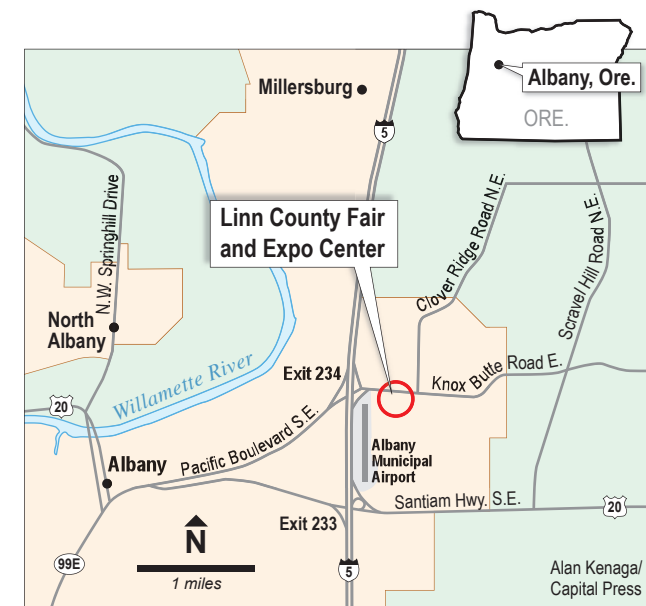 Albany, Ore.
ORE.
Millersburg
5
Linn County Fair
and Expo Center
N.W. Springhill Drive
Clover Ridge Road N.E.
Scravel Hill Road N.E.
North
Albany
Willamette River
Exit 234
Knox Butte Road E.
20
Pacific Boulevard S.E.
Albany
Albany
Municipal
Airport
Santiam Hwy. S.E.
20
Exit 233
N
99E
1 miles
5
Alan Kenaga/
Capital Press